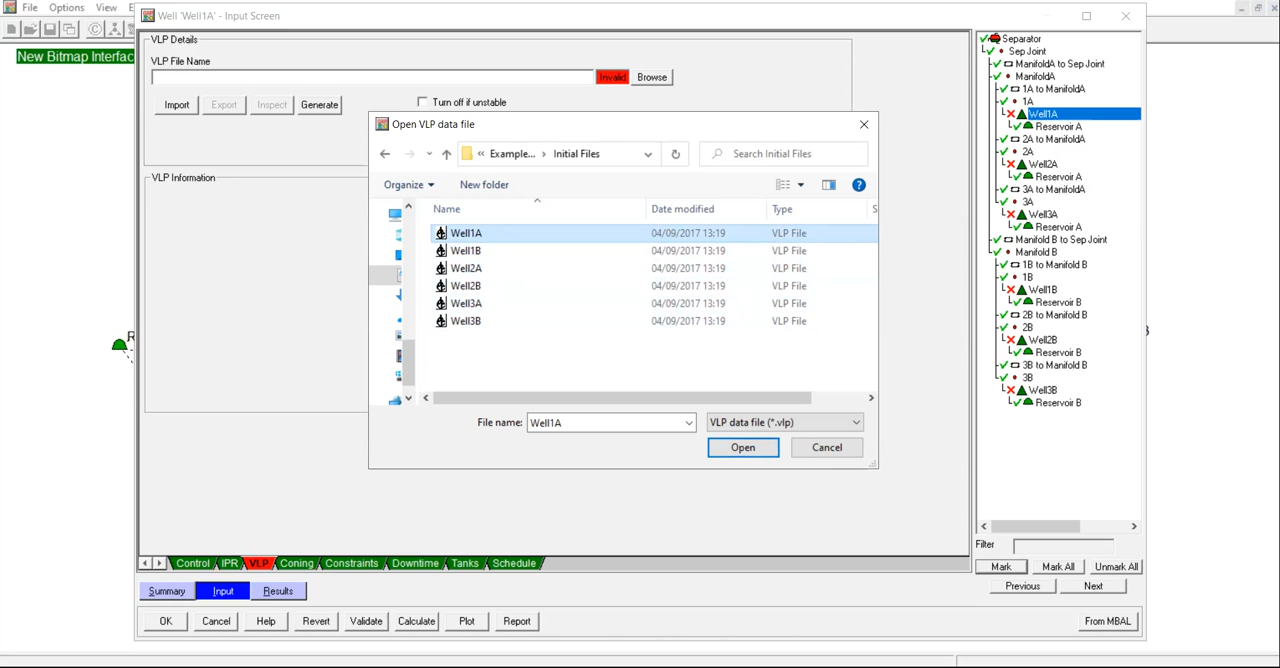 File Options View E
Well 'Well1A' - Input Screen
New Bitmap Interfac
VLP Details
VLP File Name
Invalid Browse
Import Export Inspect Generate
Turn off if unstable
VLP Information
Open VLP data file
« Example... › Initial Files
Search Initial Files
Organize New folder
Name Date modified Type S
Well1A 04/09/2017 13:19 VLP File
Well1B 04/09/2017 13:19 VLP File
Well2A 04/09/2017 13:19 VLP File
Well2B 04/09/2017 13:19 VLP File
Well3A 04/09/2017 13:19 VLP File
Well3B 04/09/2017 13:19 VLP File
File name: Well1A VLP data file (*.vlp)
Open Cancel
Control IPR VLP Coning Constraints Downtime Tanks Schedule
Summary Input Results
OK Cancel Help Revert Validate Calculate Plot Report From MBAL
Separator
Sep Joint
ManifoldA to Sep Joint
ManifoldA
1A to ManifoldA
1A
Well1A
Reservoir A
2A to ManifoldA
2A
Well2A
Reservoir A
3A to ManifoldA
3A
Well3A
Reservoir A
Manifold B to Sep Joint
Manifold B
1B to Manifold B
1B
Well1B
Reservoir B
2B to Manifold B
2B
Well2B
Reservoir B
3B to Manifold B
3B
Well3B
Reservoir B
Filter
Mark Mark All Unmark All
Previous Next